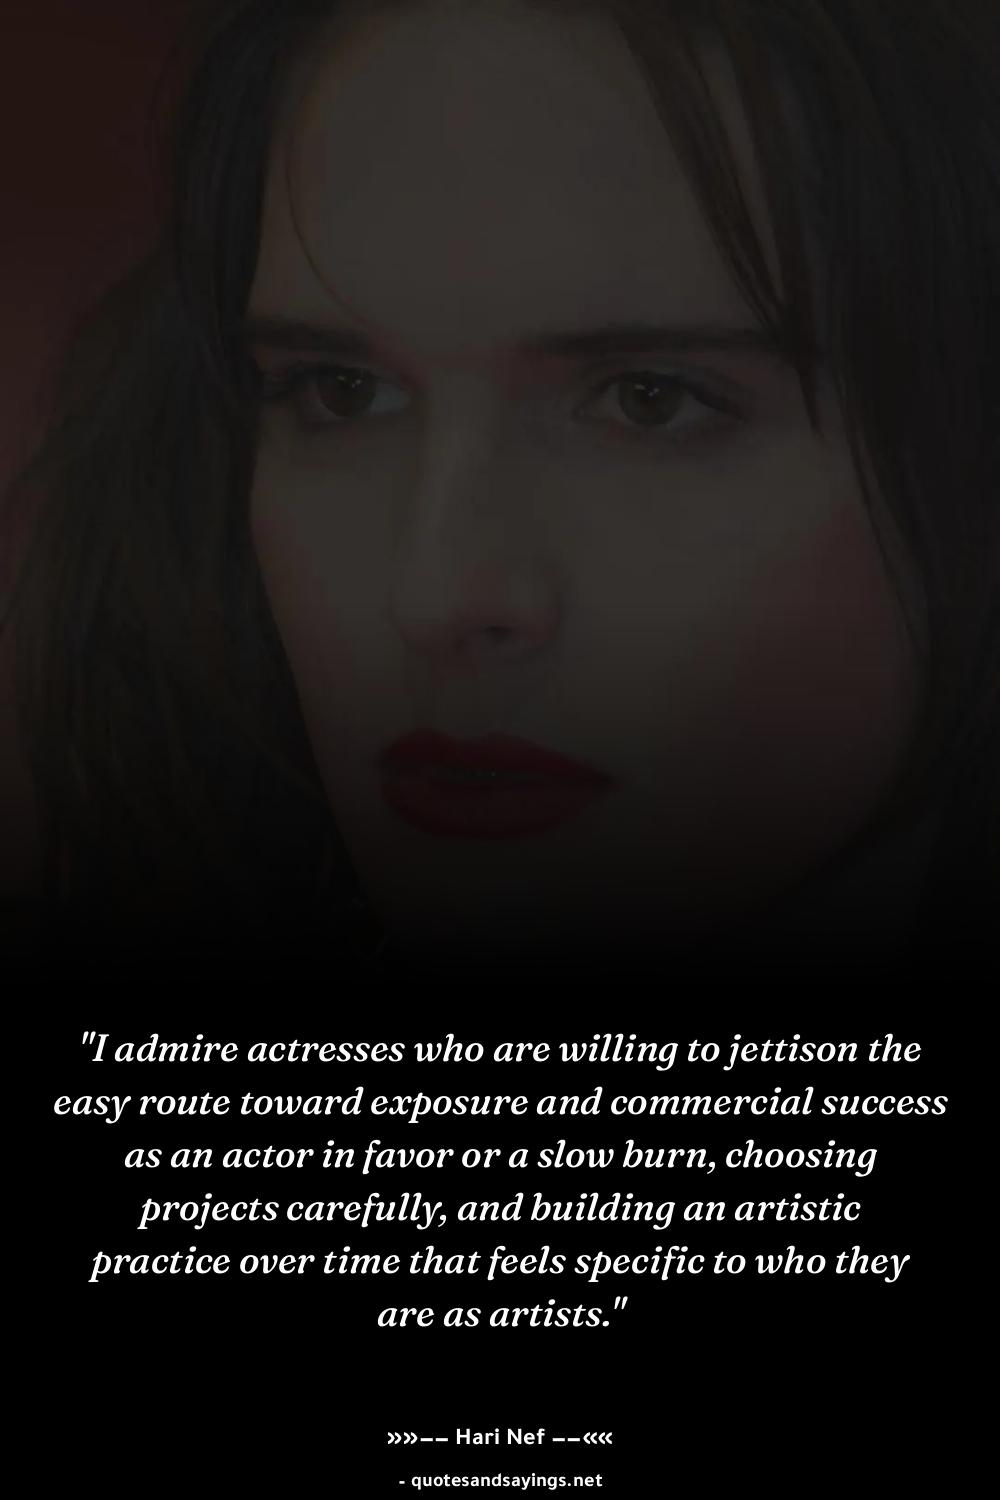 "I admire actresses who are willing to jettison the
easy route toward exposure and commercial success
as an actor in favor or a slow burn, choosing
projects carefully, and building an artistic
practice over time that feels specific to who they
are as artists."
»»−− Hari Nef −−««
- quotesandsayings.net